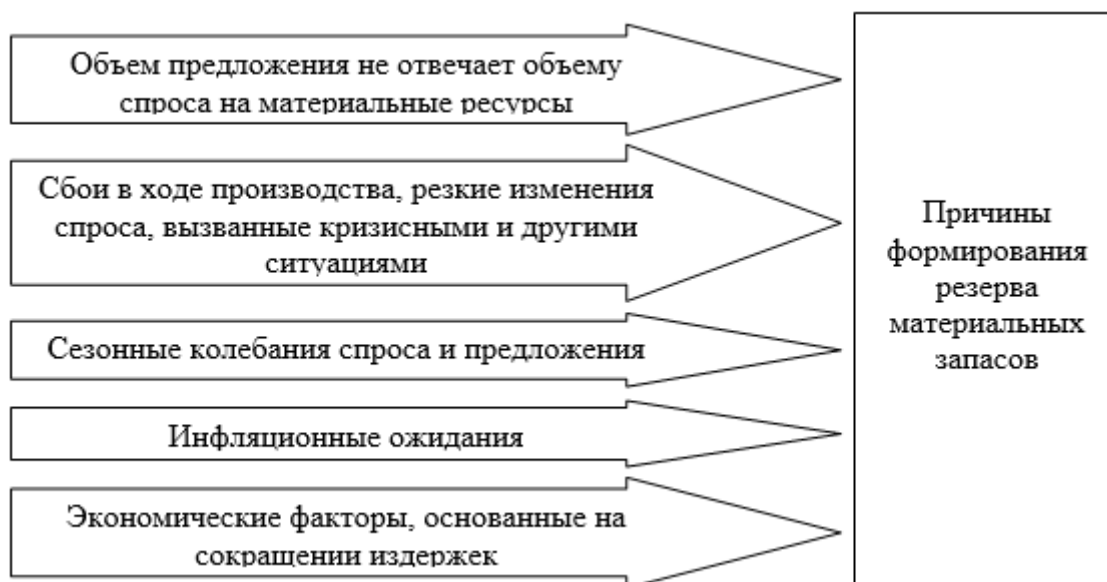 Объем предложения не отвечает объему
спроса на материальные ресурсы
Сбои в ходе производства, резкие изменения
спроса, вызванные кризисными и другими
ситуациями
Сезонные колебания спроса и предложения
Инфляционные ожидания
Экономические факторы, основанные на
сокращении издержек
Причины
формирования
резерва
материальных
запасов